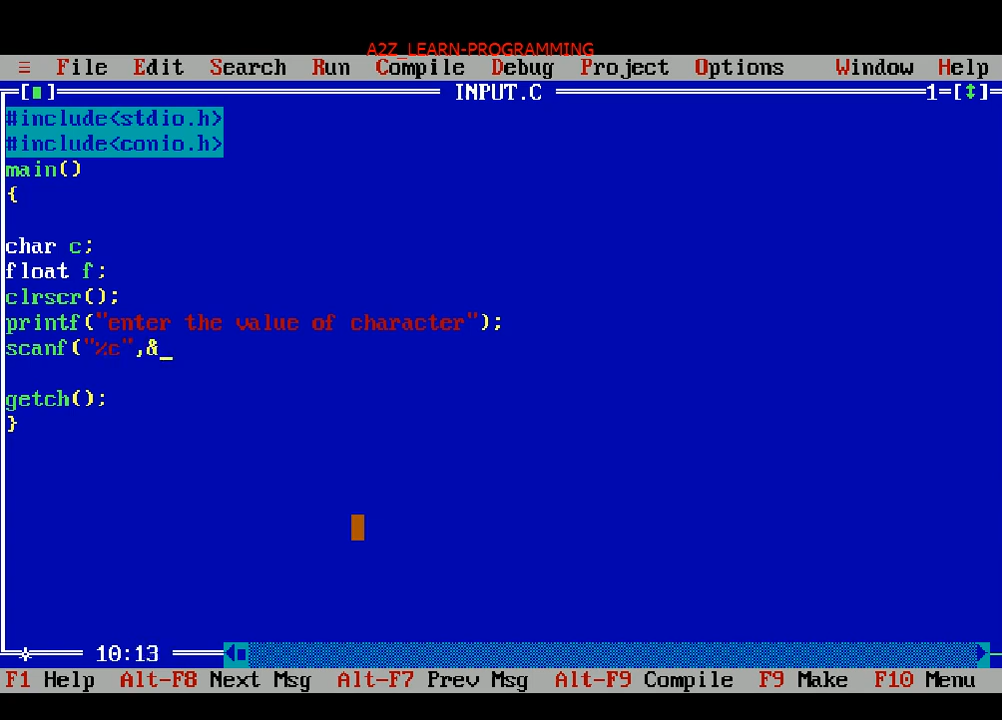 A2Z_LEARN-PROGRAMMING
≡ File Edit Search Run Compile Debug Project Options Window Help
[■] INPUT.C 1=[↕]
#include<stdio.h>
#include<conio.h>
main()
{
char c;
float f;
clrscr();
printf("enter the value of character");
scanf("%c",&_
getch();
}
10:13
F1 Help Alt-F8 Next Msg Alt-F7 Prev Msg Alt-F9 Compile F9 Make F10 Menu